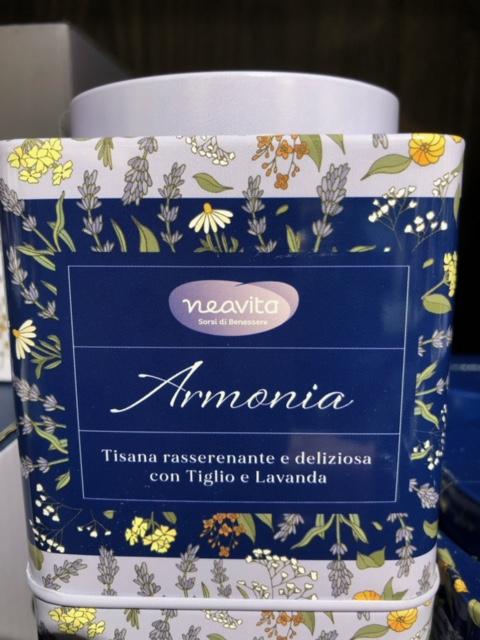 neavita
Sorsi di Benessere
Armonia
Tisana rasserenante e deliziosa
con Tiglio e Lavanda